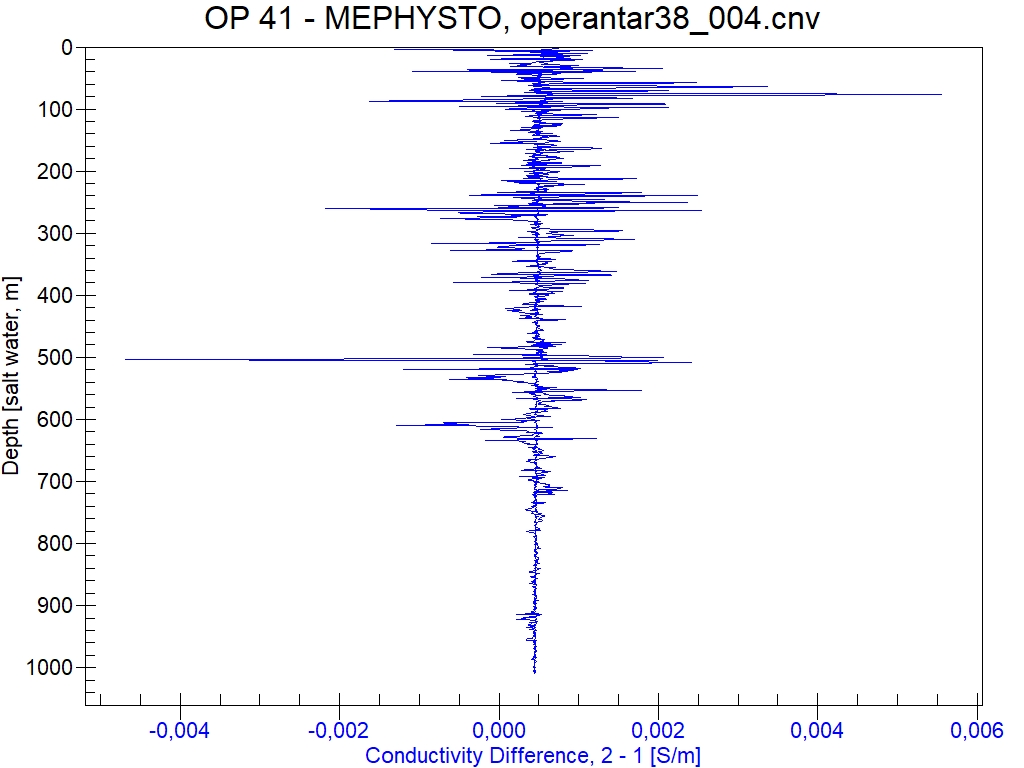 OP 41 - MEPHYSTO, operantar38_004.cnv
0
100
200
300
400
500
600
700
800
900
1000
Depth [salt water, m]
-0,004 -0,002 0,000 0,002 0,004 0,006
Conductivity Difference, 2 - 1 [S/m]